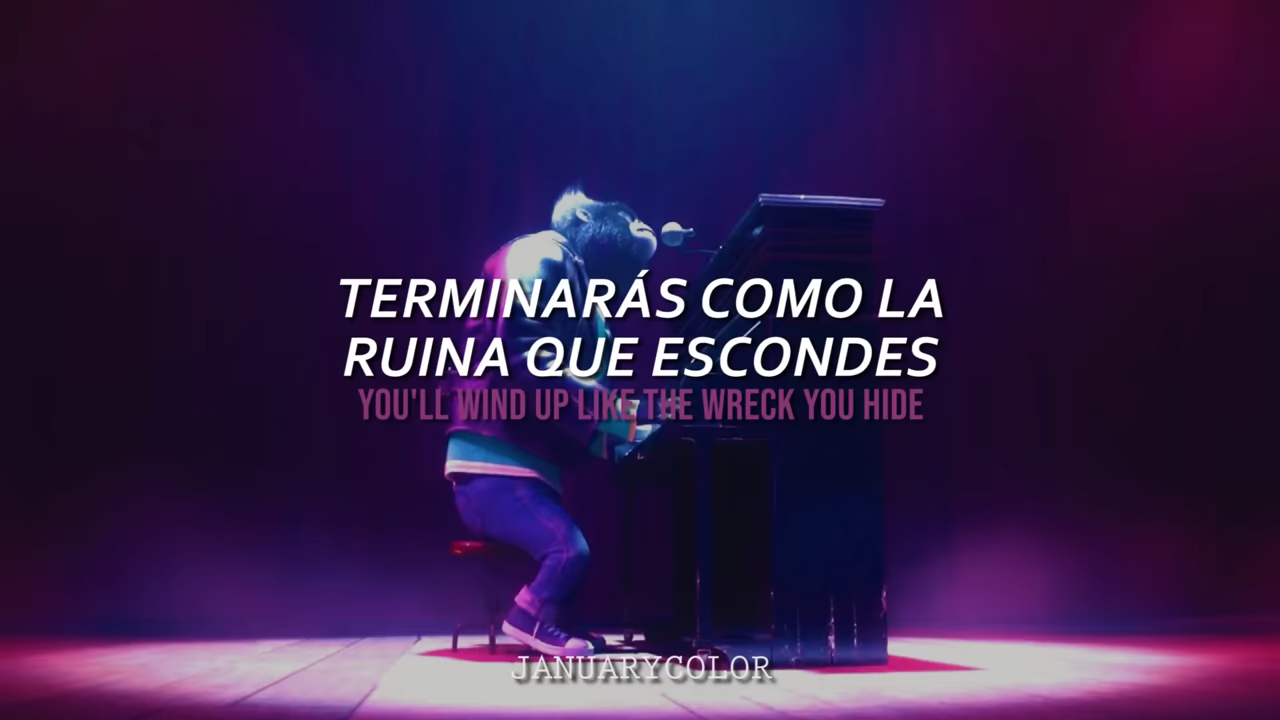 TERMINARÁS COMO LA
RUINA QUE ESCONDES
YOU'LL WIND UP LIKE THE WRECK YOU HIDE
JANUARYCOLOR